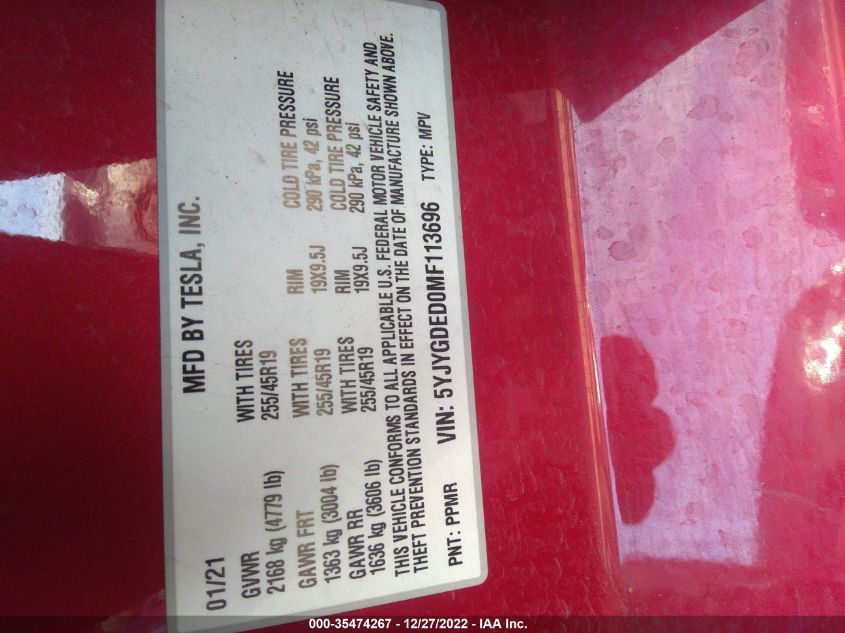 MFD BY TESLA, INC.
01/21
GVWR WITH TIRES
2168 kg (4779 lb) 255/45R19
GAWR FRT WITH TIRES RIM COLD TIRE PRESSURE
1363 kg (3004 lb) 255/45R19 19X9.5J 290 kPa, 42 psi
GAWR RR WITH TIRES RIM COLD TIRE PRESSURE
1636 kg (3606 lb) 255/45R19 19X9.5J 290 kPa, 42 psi
THIS VEHICLE CONFORMS TO ALL APPLICABLE U.S. FEDERAL MOTOR VEHICLE SAFETY AND
THEFT PREVENTION STANDARDS IN EFFECT ON THE DATE OF MANUFACTURE SHOWN ABOVE.
PNT: PPMR VIN: 5YJYGDED0MF113696 TYPE: MPV
000-35474267 - 12/27/2022 - IAA Inc.